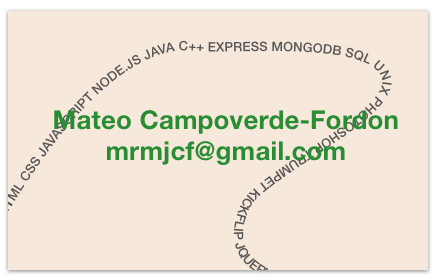 HTML CSS JAVASCRIPT NODE.JS JAVA C++ EXPRESS MONGODB SQL UNIX PHOTOSHOP TRUMPET KICKFLIP JQUERY
Mateo Campoverde-Fordon
mrmjcf@gmail.com